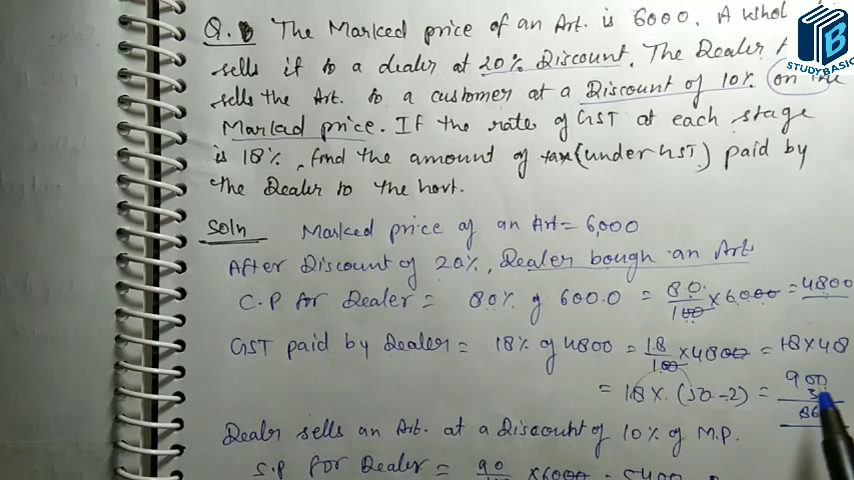 Q. The Marked price of an Art. is 6000. A
sells it to a dealer at 20% Discount. The Dealer
sells the Art. to a customer at a Discount of 10% on the
Marked price. If the rate of GST at each stage
is 18%, find the amount of tax (under GST) paid by
the Dealer to the Govt.
Soln Marked price of an Art = 6,000
After Discount of 20%, Dealer bough an Art
C.P for Dealer = 80% of 6000 = 80/100 × 6000 = 4800
GST paid by Dealer = 18% of 4800 = 18/100 × 4800 = 18×48
= 18 × (50-2) = 900
Dealer sells an Art. at a Discount of 10% of M.P.
S.P for Dealer = 90 × 6000 = 5400
B
STUDYBASIC